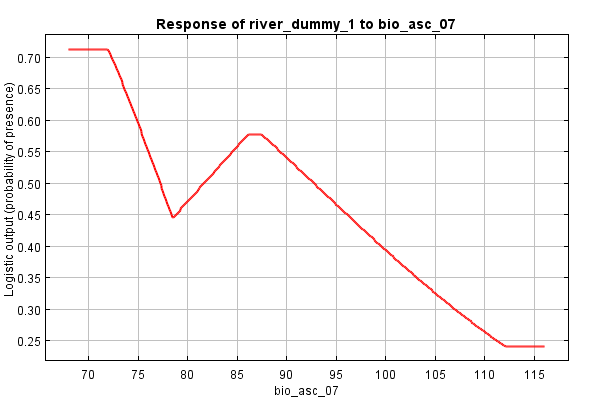 Response of river_dummy_1 to bio_asc_07
Logistic output (probability of presence)
0.70
0.65
0.60
0.55
0.50
0.45
0.40
0.35
0.30
0.25
70 75 80 85 90 95 100 105 110 115
bio_asc_07